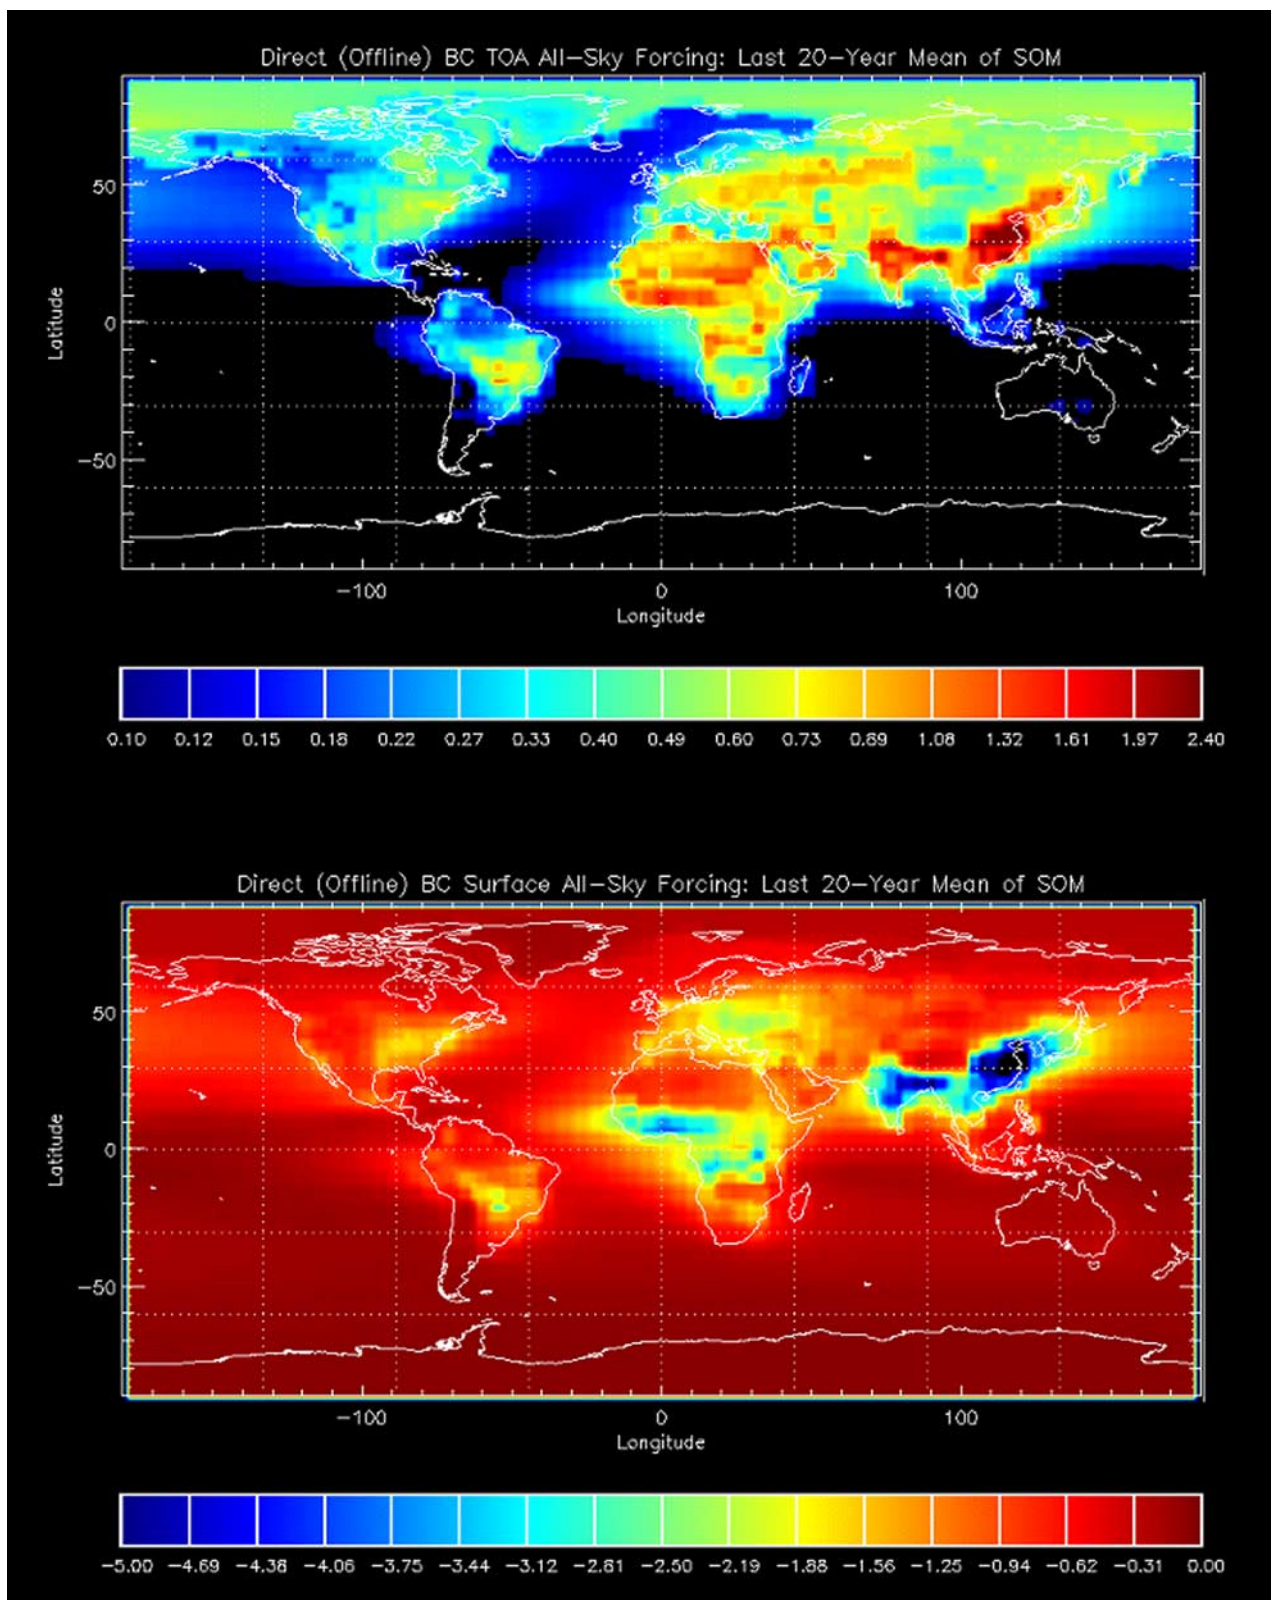 Direct (Offline) BC TOA All-Sky Forcing: Last 20-Year Mean of SOM
Latitude
50
0
-50
-100 0 100
Longitude
0.10 0.12 0.15 0.18 0.22 0.27 0.33 0.40 0.49 0.60 0.73 0.89 1.08 1.32 1.61 1.97 2.40
Direct (Offline) BC Surface All-Sky Forcing: Last 20-Year Mean of SOM
Latitude
50
0
-50
-100 0 100
Longitude
-5.00 -4.69 -4.38 -4.06 -3.75 -3.44 -3.12 -2.81 -2.50 -2.19 -1.88 -1.56 -1.25 -0.94 -0.62 -0.31 0.00